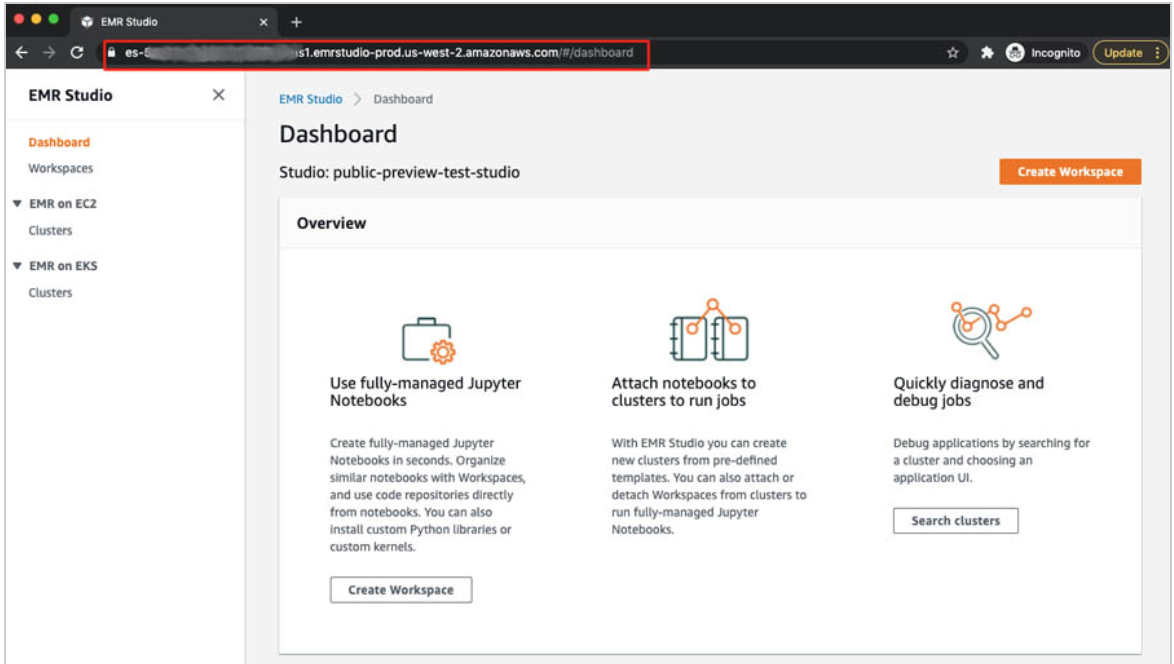 EMR Studio
es-5 s1.emrstudio-prod.us-west-2.amazonaws.com/#/dashboard
Incognito
Update
EMR Studio
Dashboard
Workspaces
EMR on EC2
Clusters
EMR on EKS
Clusters
EMR Studio > Dashboard
Dashboard
Studio: public-preview-test-studio
Create Workspace
Overview
Use fully-managed Jupyter
Notebooks
Create fully-managed Jupyter
Notebooks in seconds. Organize
similar notebooks with Workspaces,
and use code repositories directly
from notebooks. You can also
install custom Python libraries or
custom kernels.
Create Workspace
Attach notebooks to
clusters to run jobs
With EMR Studio you can create
new clusters from pre-defined
templates. You can also attach or
detach Workspaces from clusters to
run fully-managed Jupyter
Notebooks.
Quickly diagnose and
debug jobs
Debug applications by searching for
a cluster and choosing an
application UI.
Search clusters